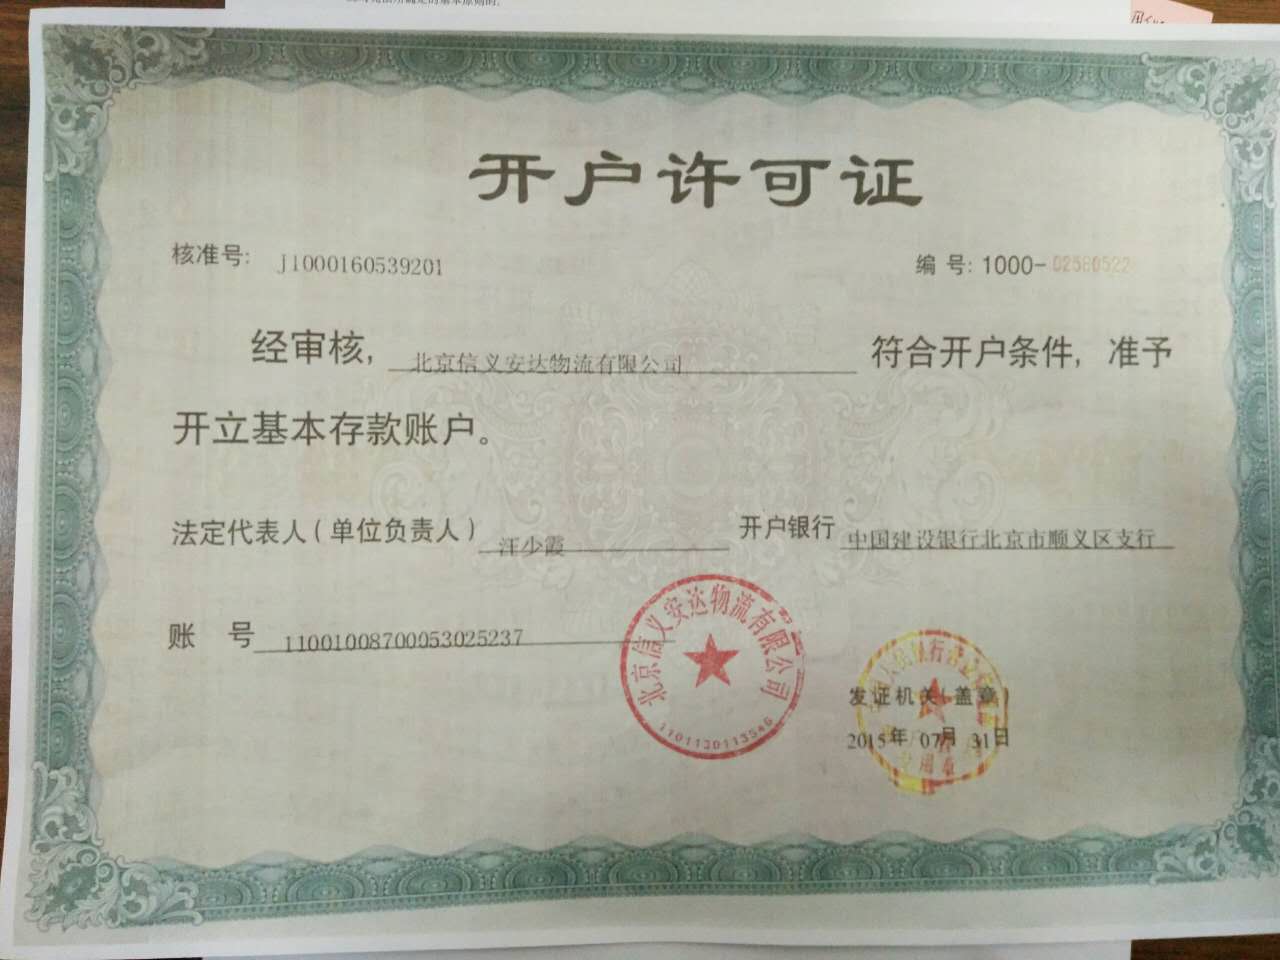 开户许可证
核准号: J1000160539201
编 号: 1000-02580522
经审核, 北京信义安达物流有限公司 符合开户条件, 准予
开立基本存款账户。
法定代表人(单位负责人) 汪少霞 开户银行 中国建设银行北京市顺义区支行
账 号 11001008700053025237
北京信义安达物流有限公司
1101130113546
发证机关(盖章)
2015年 07月 31日